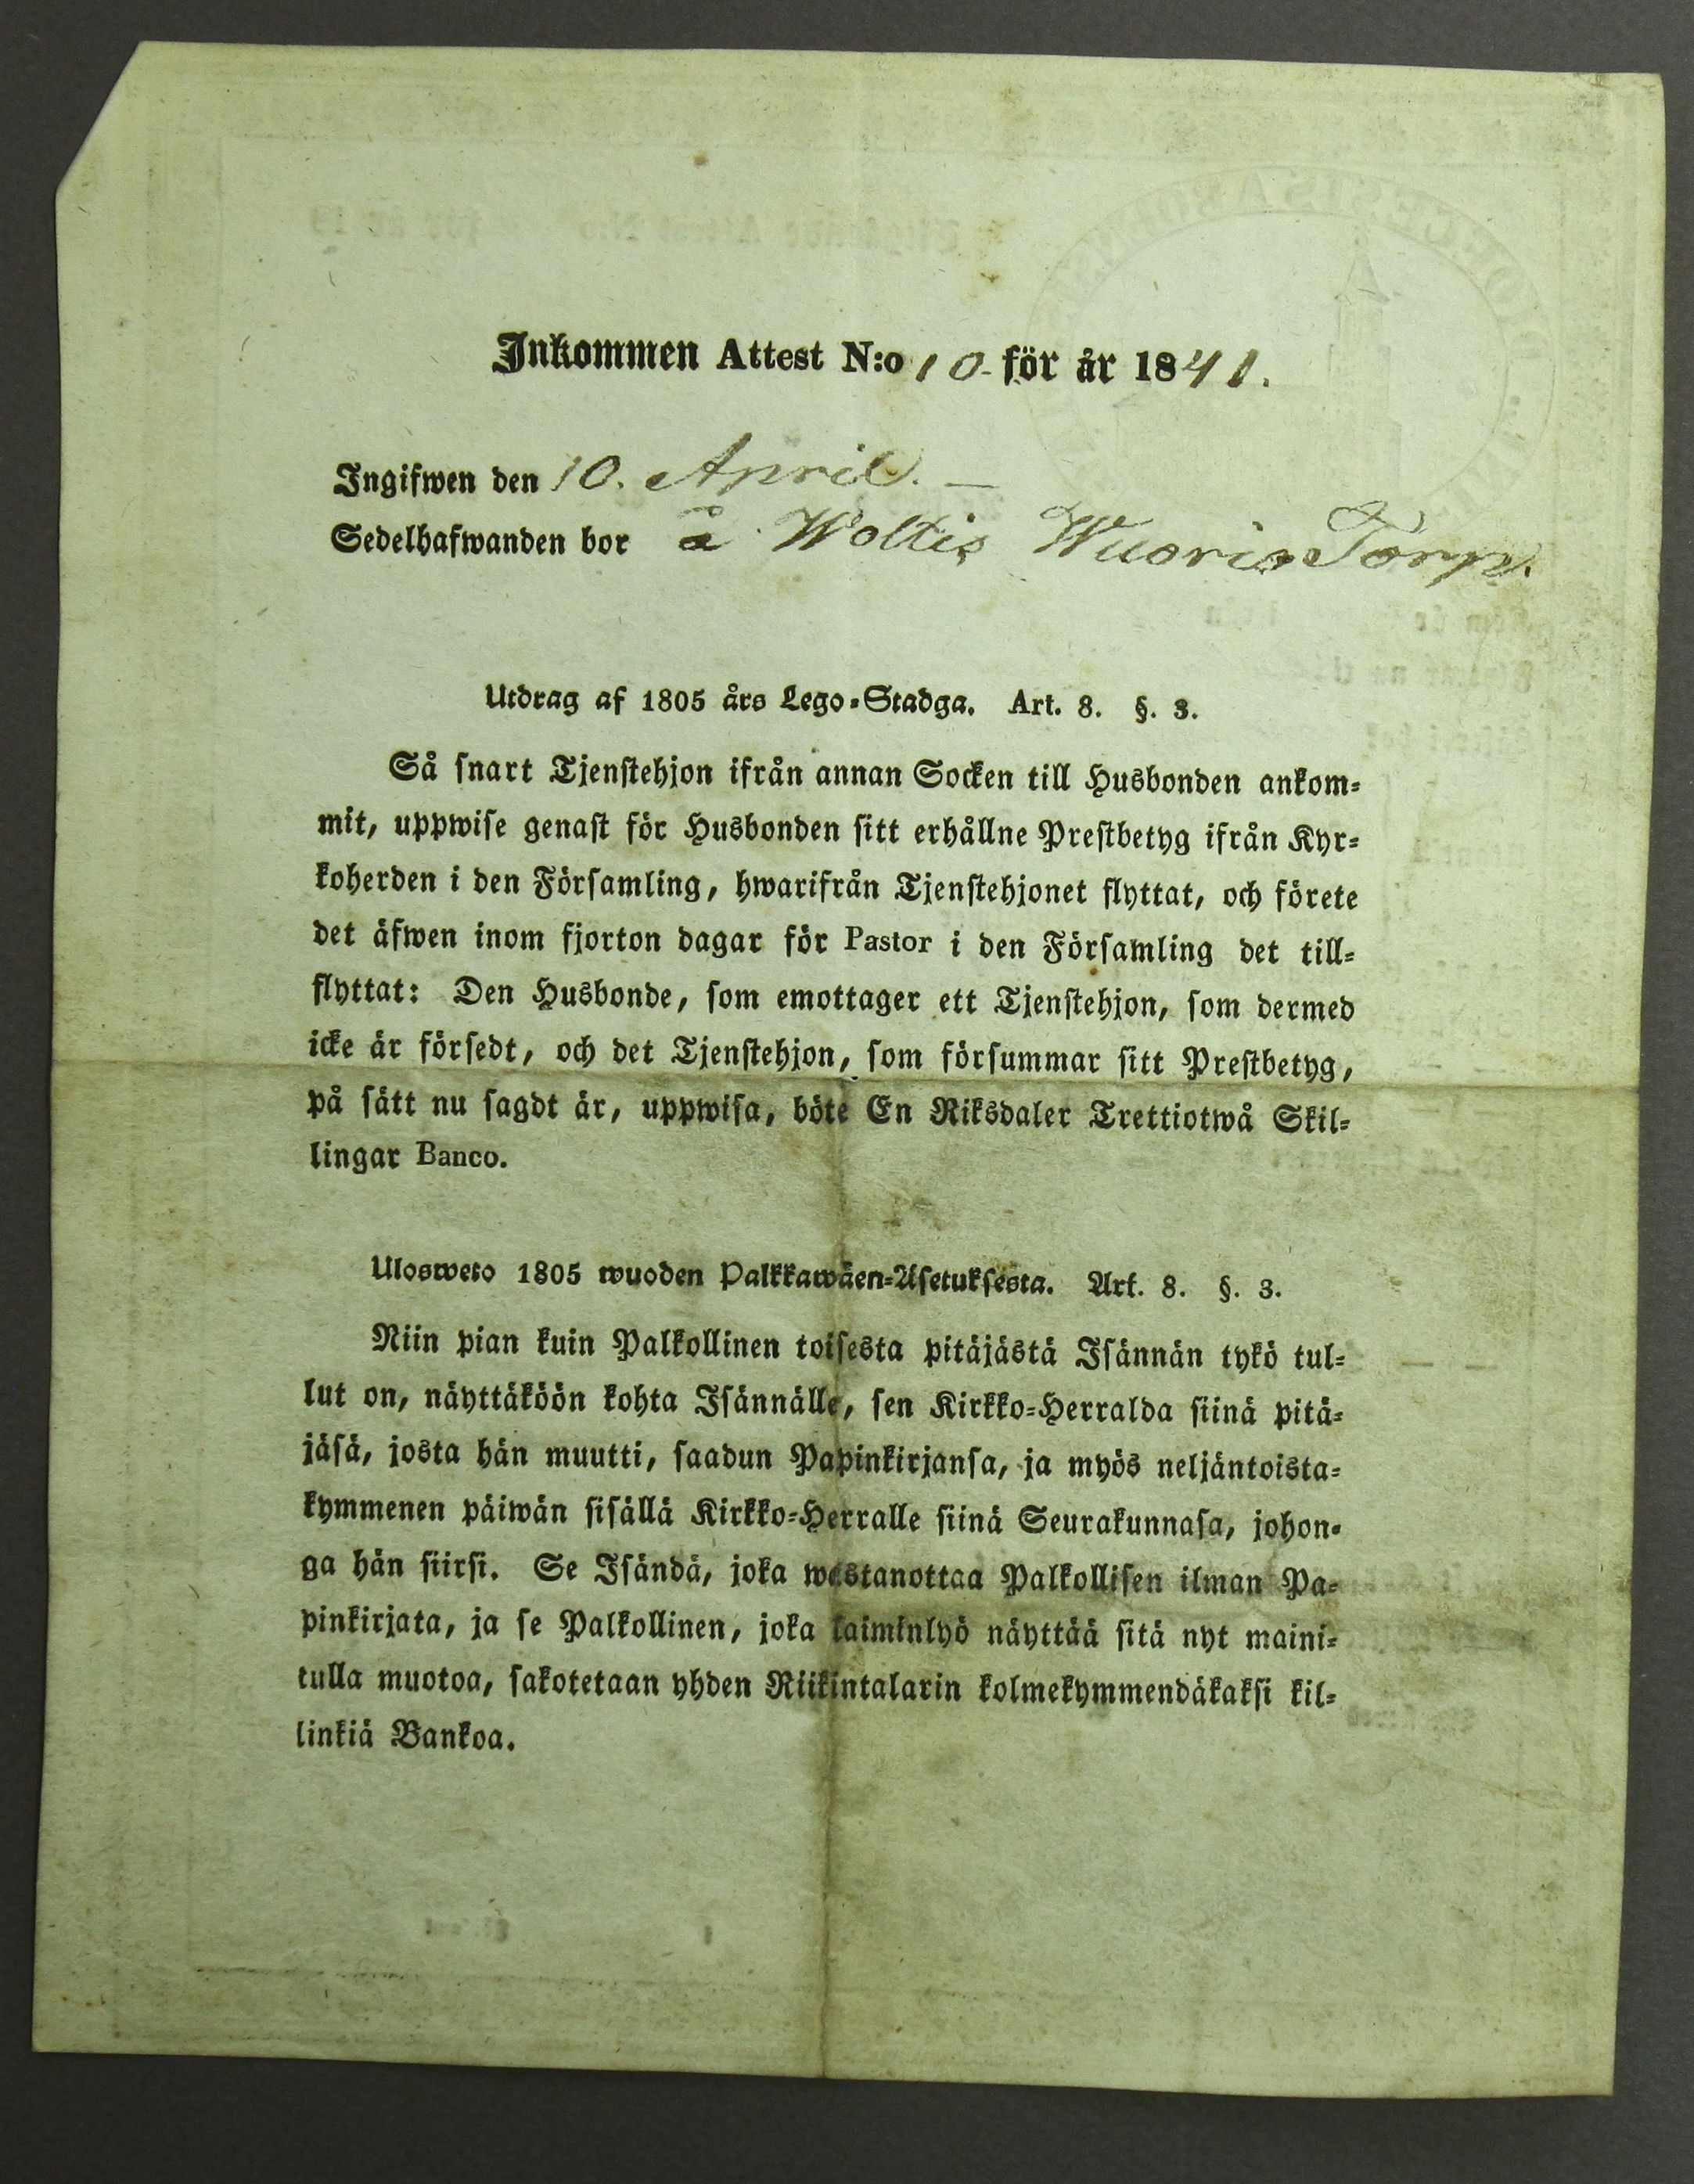 Inkommen Attest N:o 10 för år 1841.
Ingifwen den 10. April. —
Sedelhafwanden bor å Woltis Wuorio Torp.
Utdrag af 1805 års Lego-Stadga. Art. 8. §. 3.
Så snart Tjenstehjon ifrån annan Socken till Husbonden ankom-
mit, uppwise genast för Husbonden sitt erhållne Prestbetyg ifrån Kyr-
koherden i den Församling, hwarifrån Tjenstehjonet flyttat, och förete
det äfwen inom fjorton dagar för Pastor i den Församling det till-
flyttat: Den Husbonde, som emottager ett Tjenstehjon, som dermed
icke är försedt, och det Tjenstehjon, som försummar sitt Prestbetyg,
på sätt nu sagdt är, uppwisa, böte En Riksdaler Trettiotwå Skil-
lingar Banco.
Ulosweto 1805 wuoden Palkkawäen-Asetuksesta. Art. 8. §. 3.
Niin pian kuin Palkollinen toisesta pitäjästä Isännän tykö tul-
lut on, näyttäköön kohta Isännälle, sen Kirkko-Herralda siinä pitä-
jäsä, josta hän muutti, saadun Papinkirjansa, ja myös neljäntoista-
kymmenen päiwän sisällä Kirkko-Herralle siinä Seurakunnasa, johon-
ga hän siirsi. Se Isändä, joka wastanottaa Palkollisen ilman Pa-
pinkirjata, ja se Palkollinen, joka laiminlyö näyttää sitä nyt maini-
tulla muotoa, sakotetaan yhden Riikintalarin kolmekymmendäkaksi kil-
linkiä Bankoa.